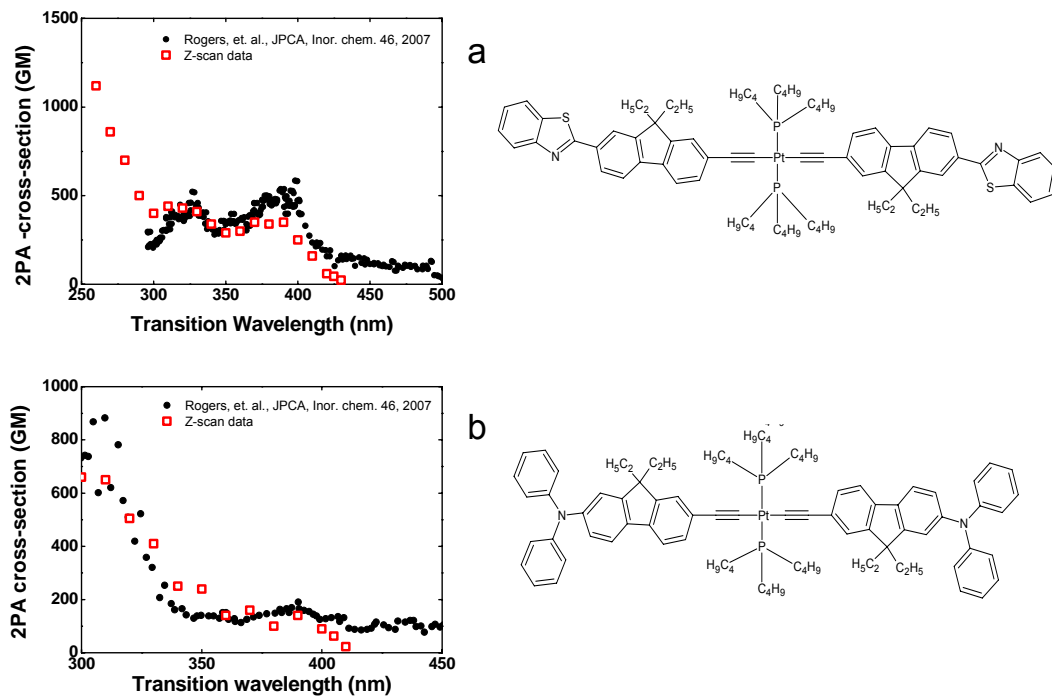 1500
1000
500
0
250
300
350
400
450
500
2PA -cross-section (GM)
Transition Wavelength (nm)
Rogers, et. al., JPCA, Inor. chem. 46, 2007
Z-scan data
a
H5C2
C2H5
H9C4
C4H9
C4H9
P
S
N
Pt
N
S
P
C4H9
C4H9
C4H9
H5C2
C2H5
1000
800
600
400
200
0
300
350
400
450
2PA cross-section (GM)
Transition wavelength (nm)
Rogers, et. al., JPCA, Inor. chem. 46, 2007
Z-scan data
b
H5C2
C2H5
H9C4
C4H9
P
N
Pt
N
P
H9C4
C4H9
C4H9
H5C2
C2H5